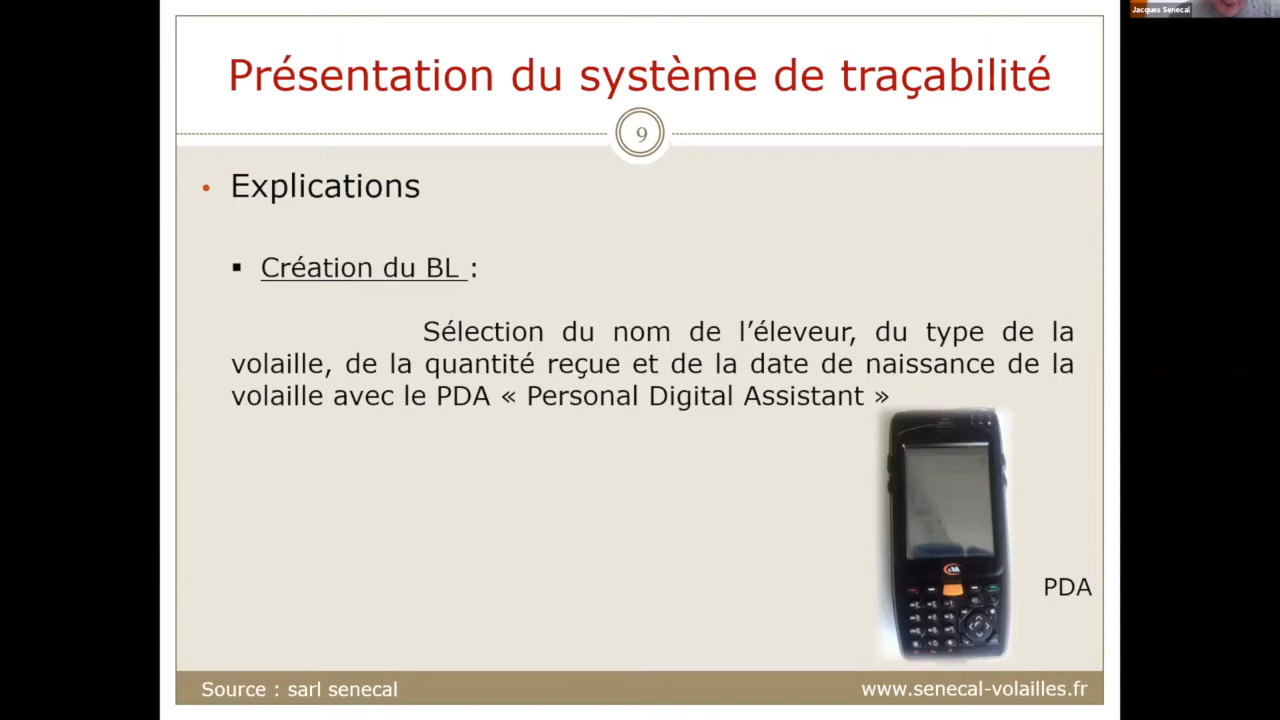 Jacques Senecal
Présentation du système de traçabilité
9
• Explications
▪ Création du BL :
Sélection du nom de l’éleveur, du type de la
volaille, de la quantité reçue et de la date de naissance de la
volaille avec le PDA « Personal Digital Assistant »
PDA
Source : sarl senecal
www.senecal-volailles.fr